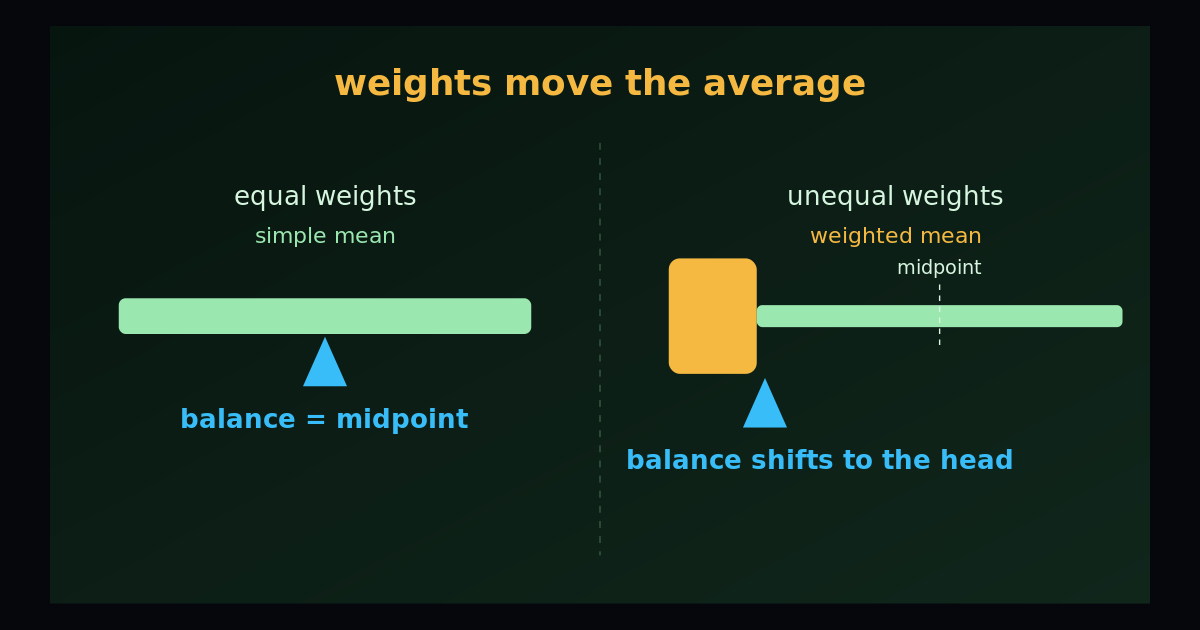 weights move the average
equal weights
simple mean
balance = midpoint
unequal weights
weighted mean
midpoint
balance shifts to the head